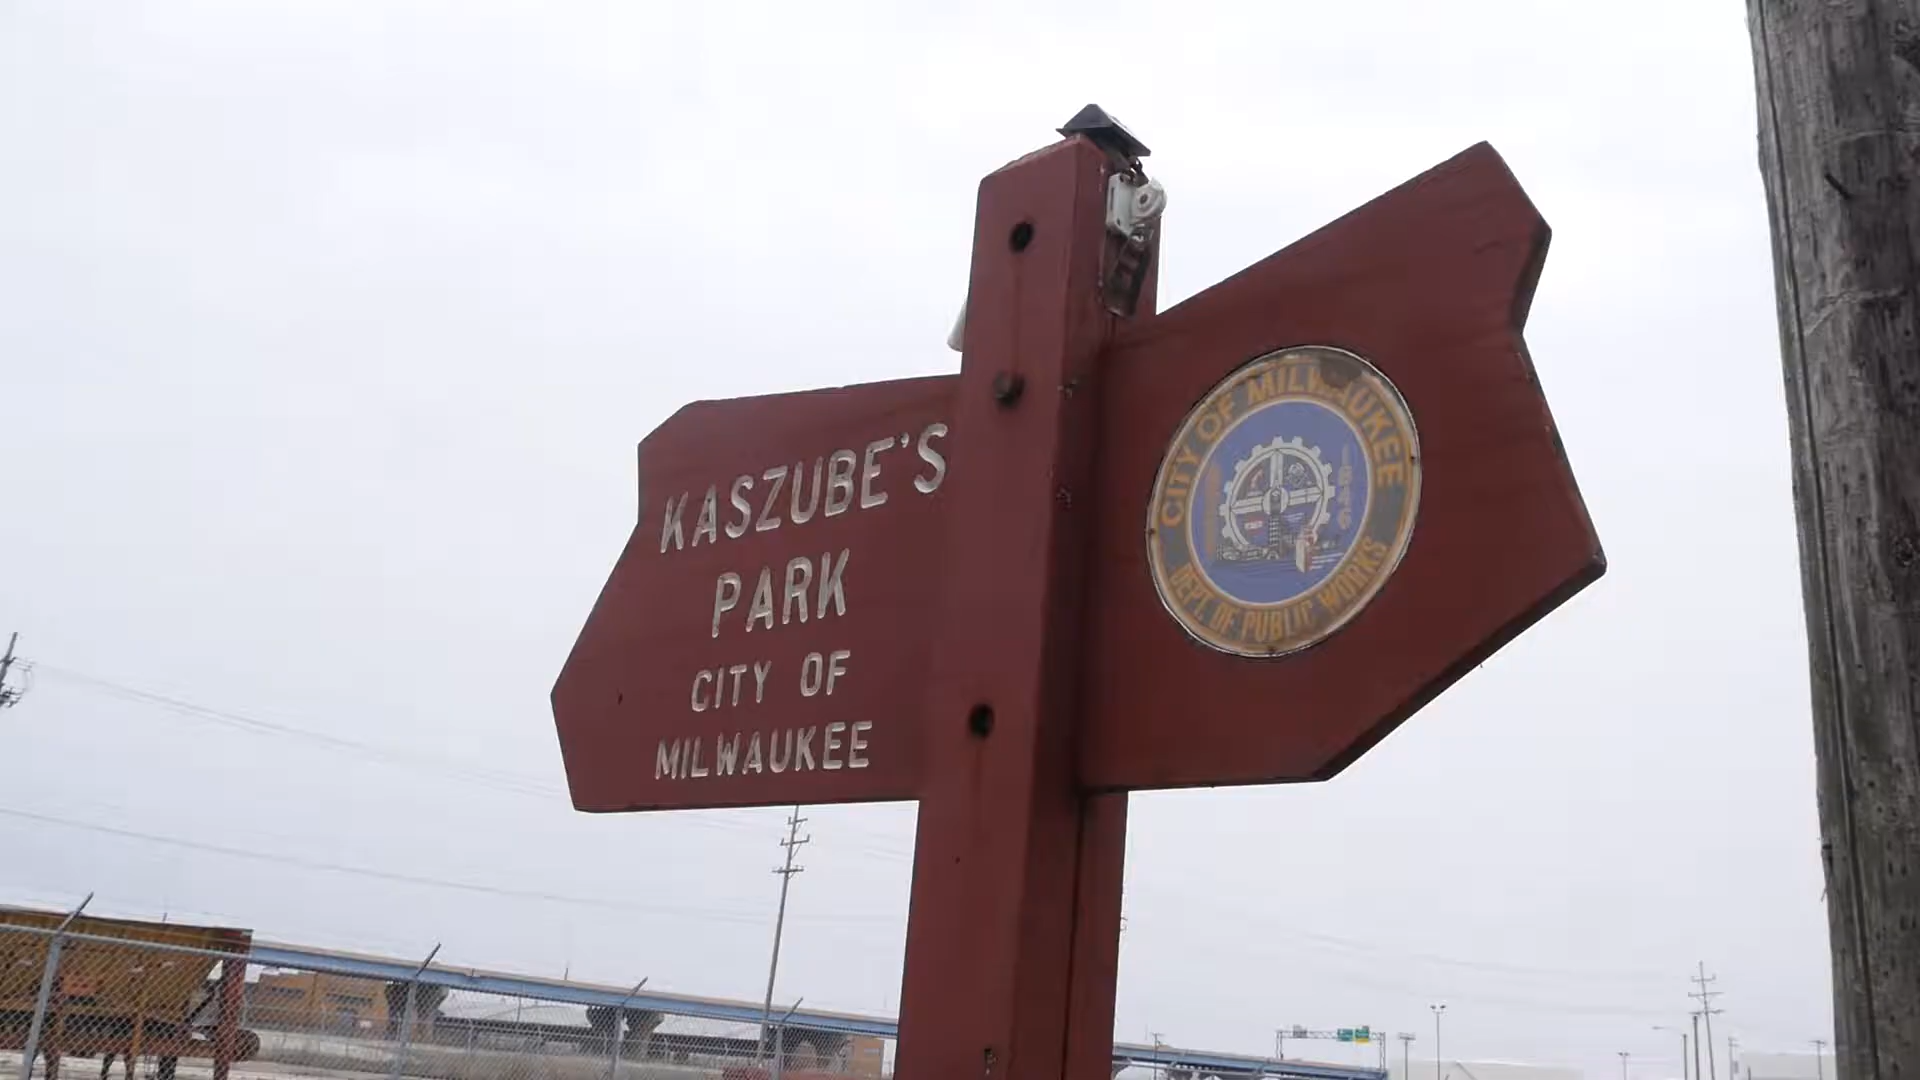 KASZUBE'S
PARK
CITY OF
MILWAUKEE
CITY OF MILWAUKEE
1846
DEPT. OF PUBLIC WORKS